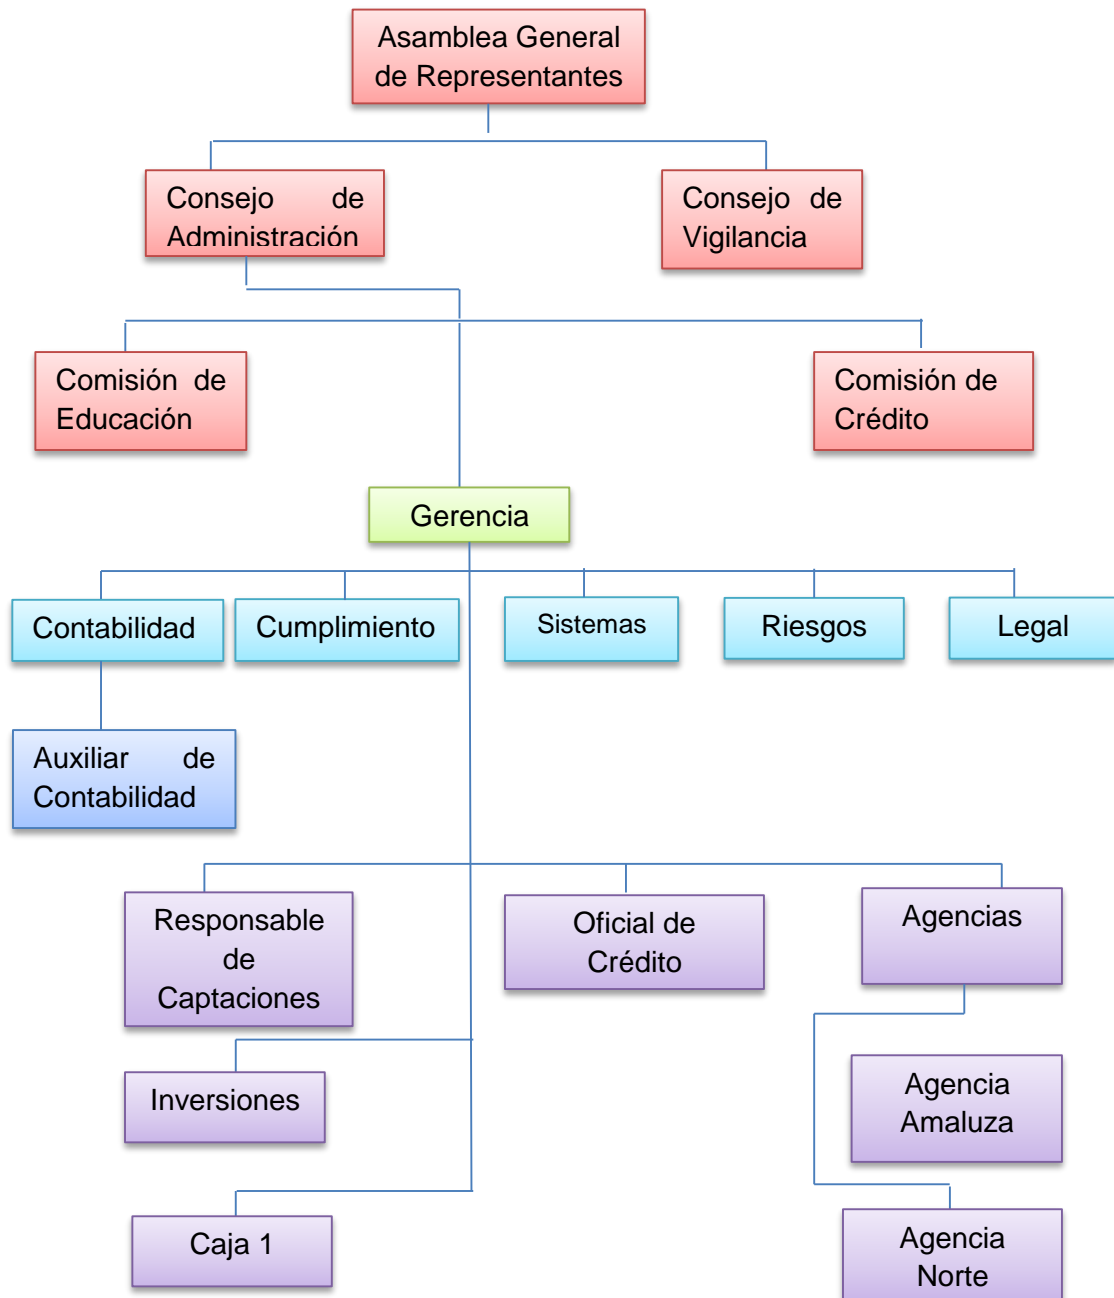 Asamblea General
de Representantes
Consejo de
Administración
Consejo de
Vigilancia
Comisión de
Educación
Comisión de
Crédito
Gerencia
Contabilidad
Cumplimiento
Sistemas
Riesgos
Legal
Auxiliar de
Contabilidad
Responsable
de
Captaciones
Oficial de
Crédito
Agencias
Inversiones
Agencia
Amaluza
Caja 1
Agencia
Norte